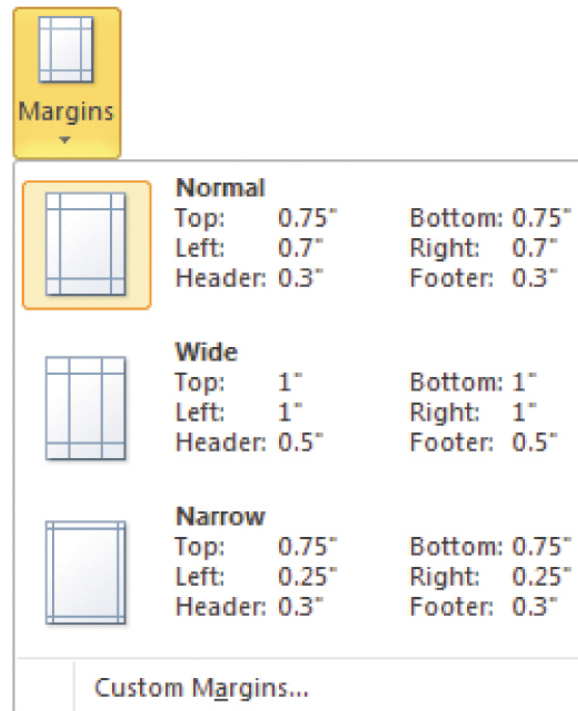 Margins
Normal
Top: 0.75" Bottom: 0.75"
Left: 0.7" Right: 0.7"
Header: 0.3" Footer: 0.3"
Wide
Top: 1" Bottom: 1"
Left: 1" Right: 1"
Header: 0.5" Footer: 0.5"
Narrow
Top: 0.75" Bottom: 0.75"
Left: 0.25" Right: 0.25"
Header: 0.3" Footer: 0.3"
Custom Margins...